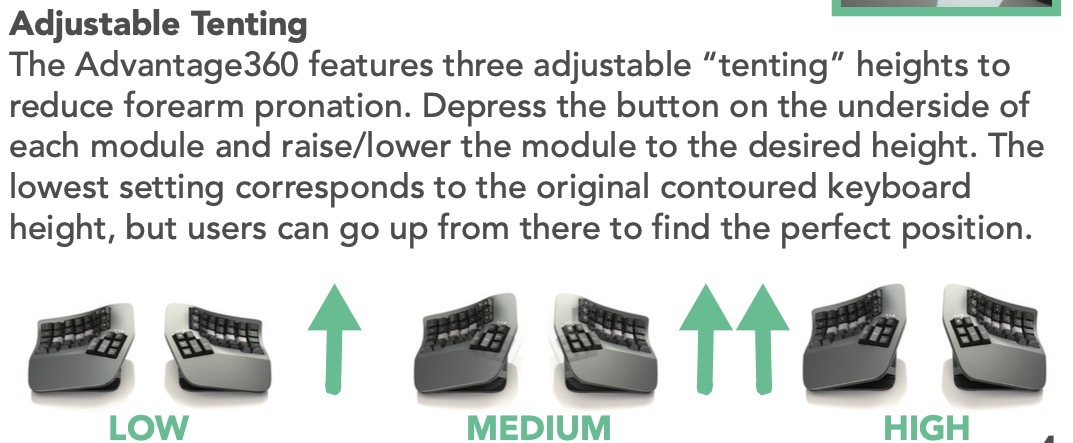 Adjustable Tenting
The Advantage360 features three adjustable “tenting” heights to
reduce forearm pronation. Depress the button on the underside of
each module and raise/lower the module to the desired height. The
lowest setting corresponds to the original contoured keyboard
height, but users can go up from there to find the perfect position.
LOW MEDIUM HIGH